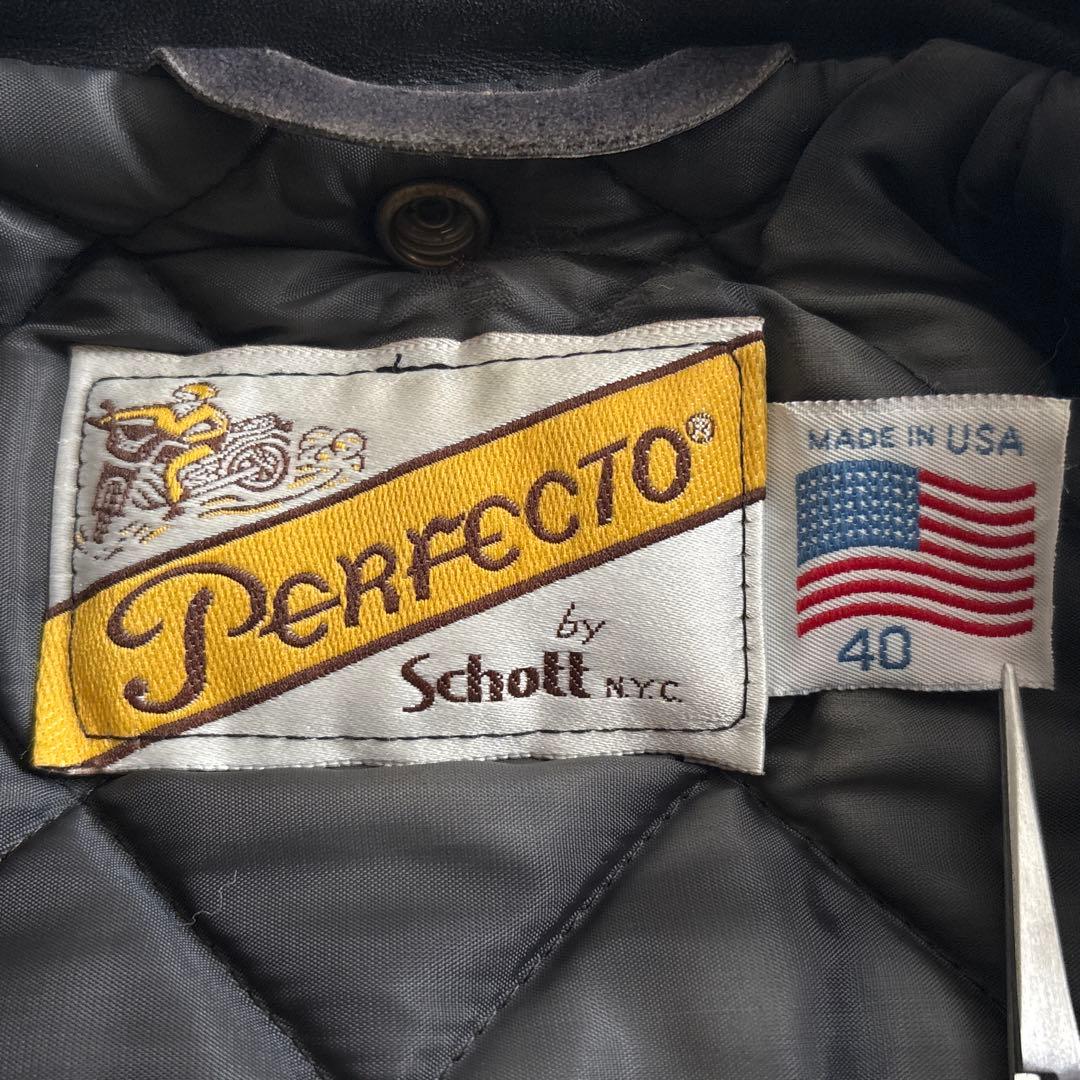 PERFECTO®
by
Schott N.Y.C.
MADE IN USA
40